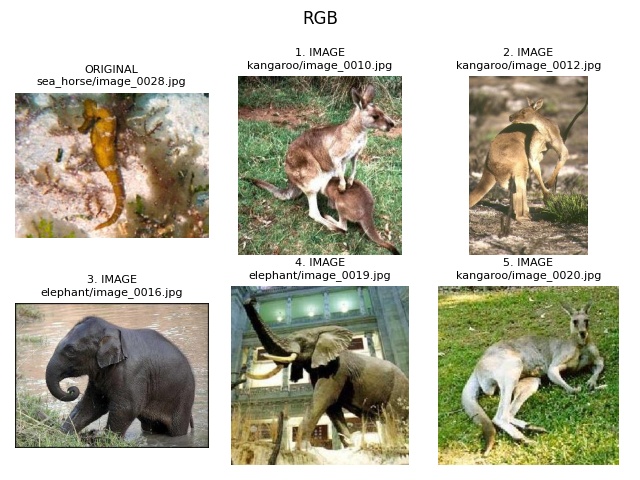 RGB
ORIGINAL
sea_horse/image_0028.jpg
1. IMAGE
kangaroo/image_0010.jpg
2. IMAGE
kangaroo/image_0012.jpg
3. IMAGE
elephant/image_0016.jpg
4. IMAGE
elephant/image_0019.jpg
5. IMAGE
kangaroo/image_0020.jpg